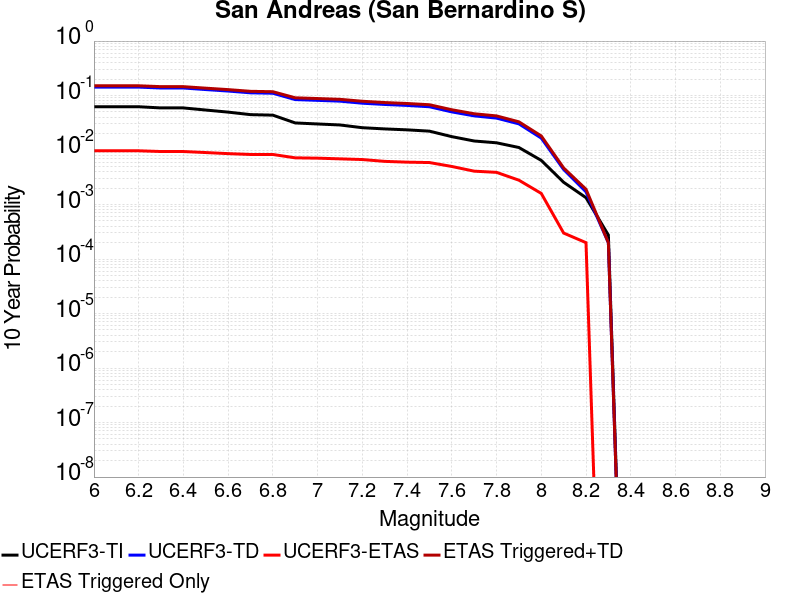 San Andreas (San Bernardino S)
10 0
10 -1
10 -2
10 -3
10 -4
10 -5
10 -6
10 -7
10 -8
10 Year Probability
6 6.2 6.4 6.6 6.8 7 7.2 7.4 7.6 7.8 8 8.2 8.4 8.6 8.8 9
Magnitude
UCERF3-TI UCERF3-TD UCERF3-ETAS ETAS Triggered+TD
ETAS Triggered Only